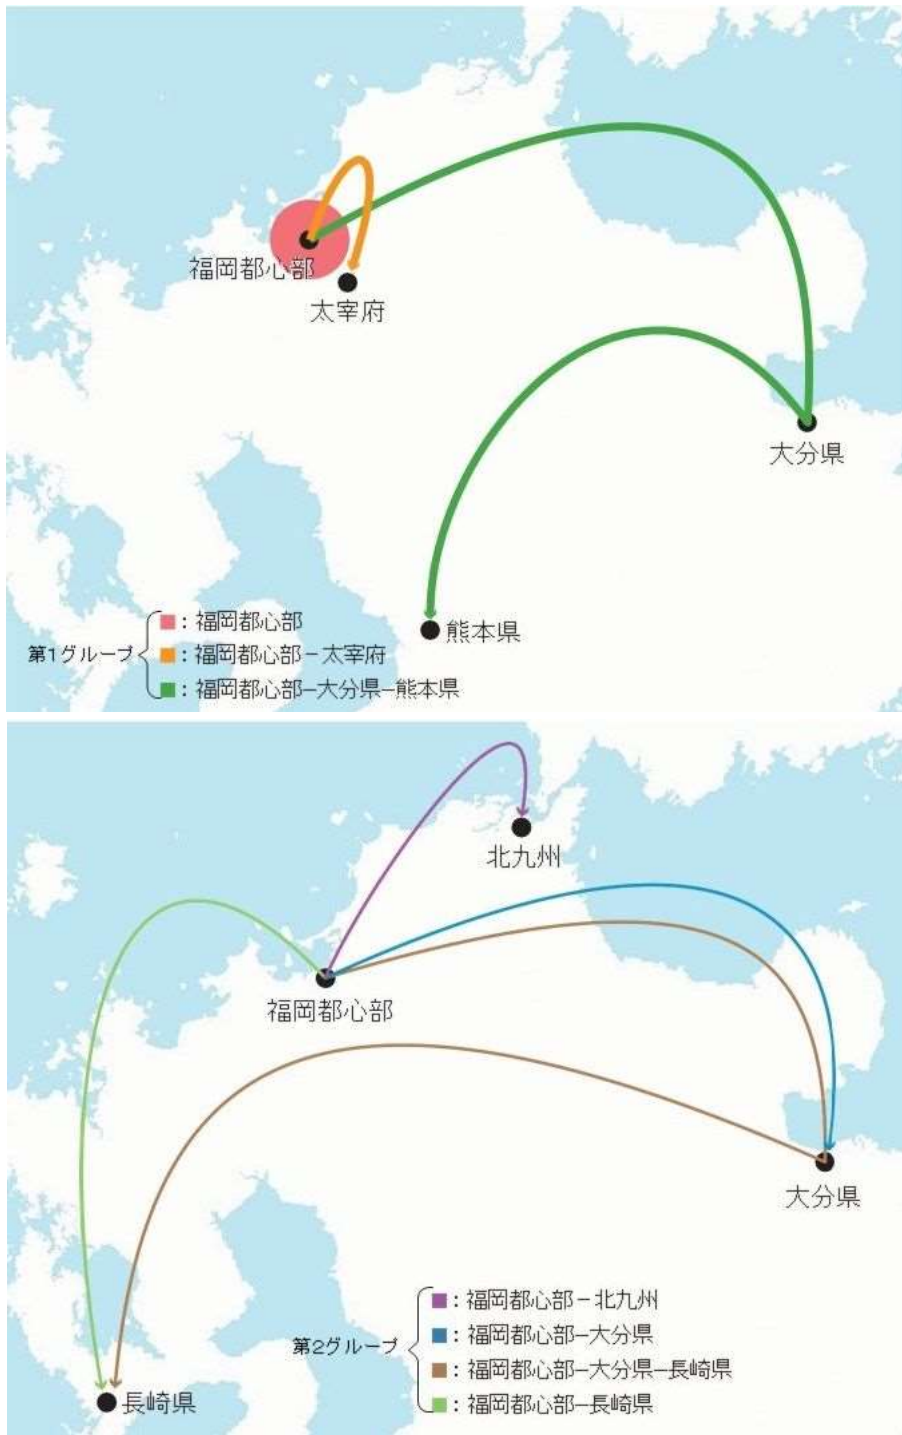 福岡都心部
太宰府
大分県
熊本県
第1グループ
■：福岡都心部
■：福岡都心部－太宰府
■：福岡都心部−大分県−熊本県
北九州
福岡都心部
大分県
長崎県
第2グループ
■：福岡都心部－北九州
■：福岡都心部−大分県
■：福岡都心部−大分県−長崎県
■：福岡都心部−長崎県